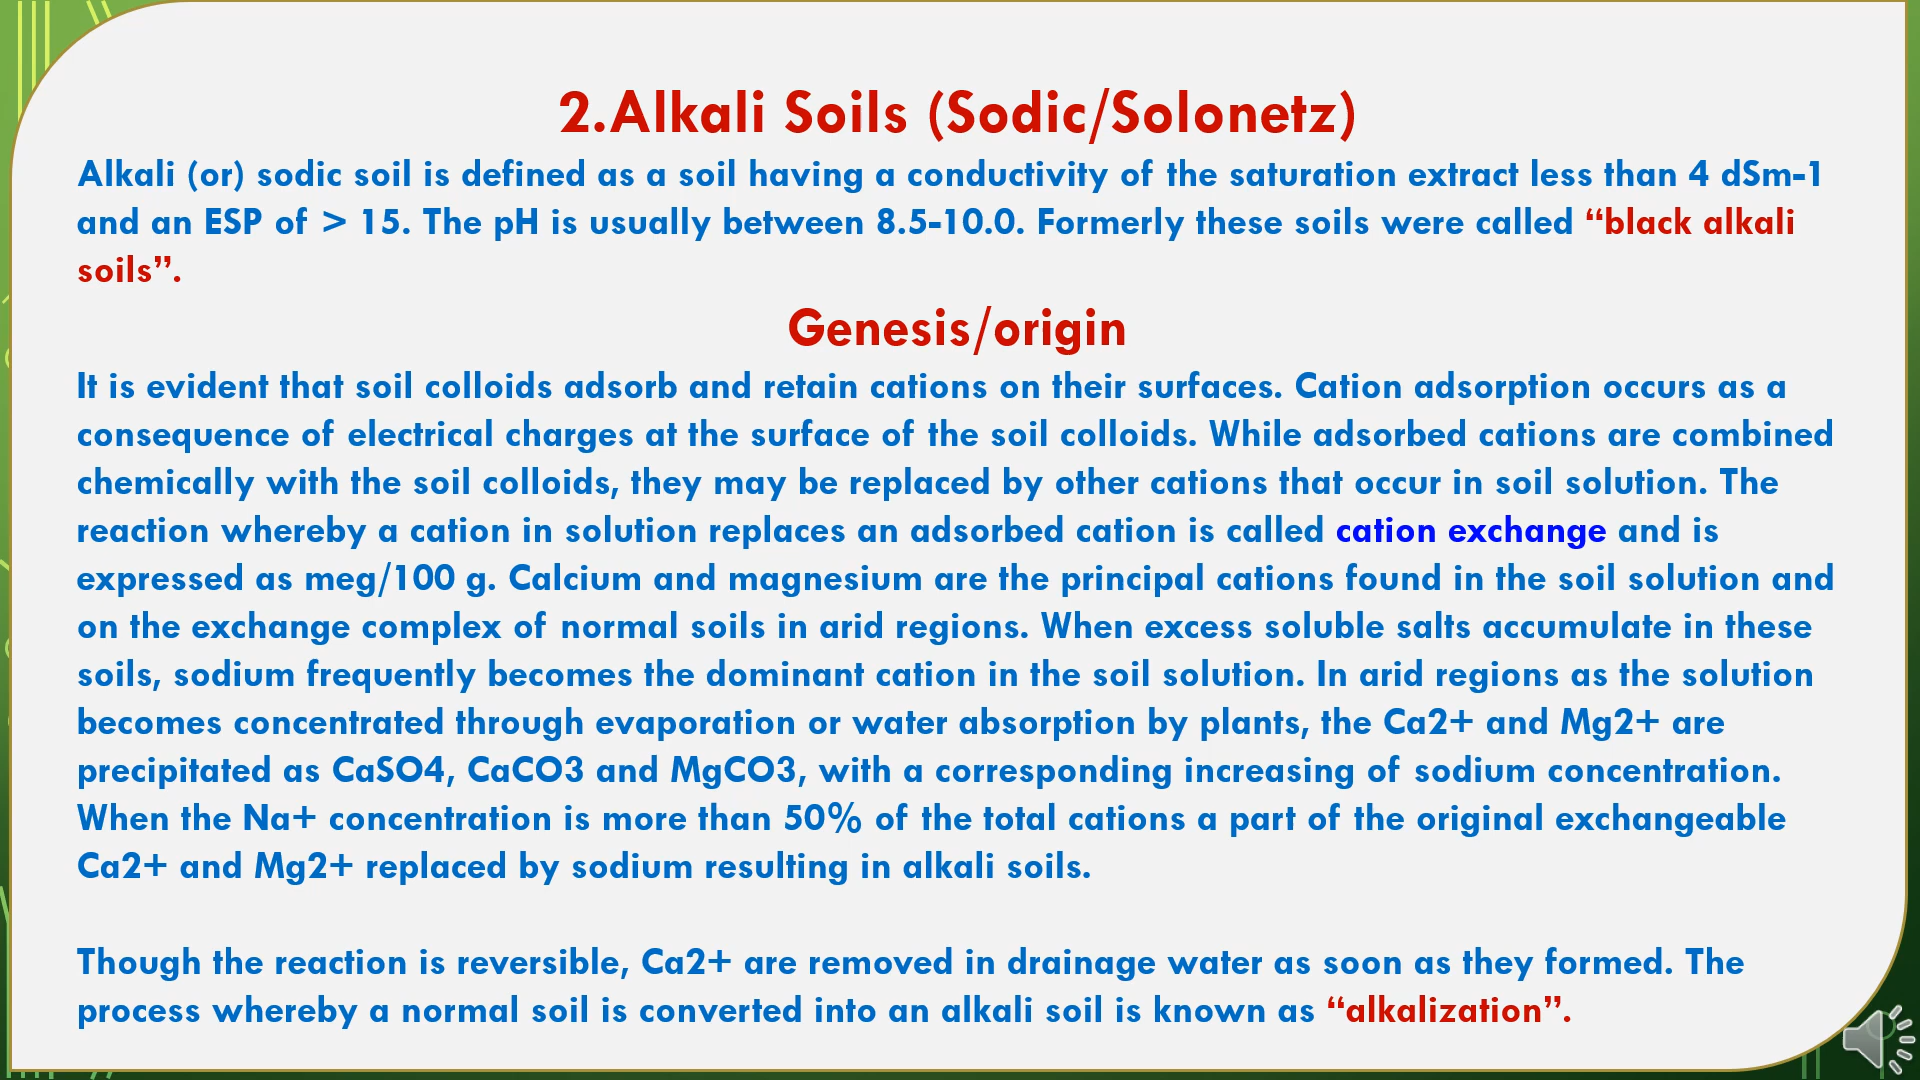 2.Alkali Soils (Sodic/Solonetz)
Alkali (or) sodic soil is defined as a soil having a conductivity of the saturation extract less than 4 dSm-1
and an ESP of > 15. The pH is usually between 8.5-10.0. Formerly these soils were called “black alkali
soils”.
Genesis/origin
It is evident that soil colloids adsorb and retain cations on their surfaces. Cation adsorption occurs as a
consequence of electrical charges at the surface of the soil colloids. While adsorbed cations are combined
chemically with the soil colloids, they may be replaced by other cations that occur in soil solution. The
reaction whereby a cation in solution replaces an adsorbed cation is called cation exchange and is
expressed as meg/100 g. Calcium and magnesium are the principal cations found in the soil solution and
on the exchange complex of normal soils in arid regions. When excess soluble salts accumulate in these
soils, sodium frequently becomes the dominant cation in the soil solution. In arid regions as the solution
becomes concentrated through evaporation or water absorption by plants, the Ca2+ and Mg2+ are
precipitated as CaSO4, CaCO3 and MgCO3, with a corresponding increasing of sodium concentration.
When the Na+ concentration is more than 50% of the total cations a part of the original exchangeable
Ca2+ and Mg2+ replaced by sodium resulting in alkali soils.
Though the reaction is reversible, Ca2+ are removed in drainage water as soon as they formed. The
process whereby a normal soil is converted into an alkali soil is known as “alkalization”.